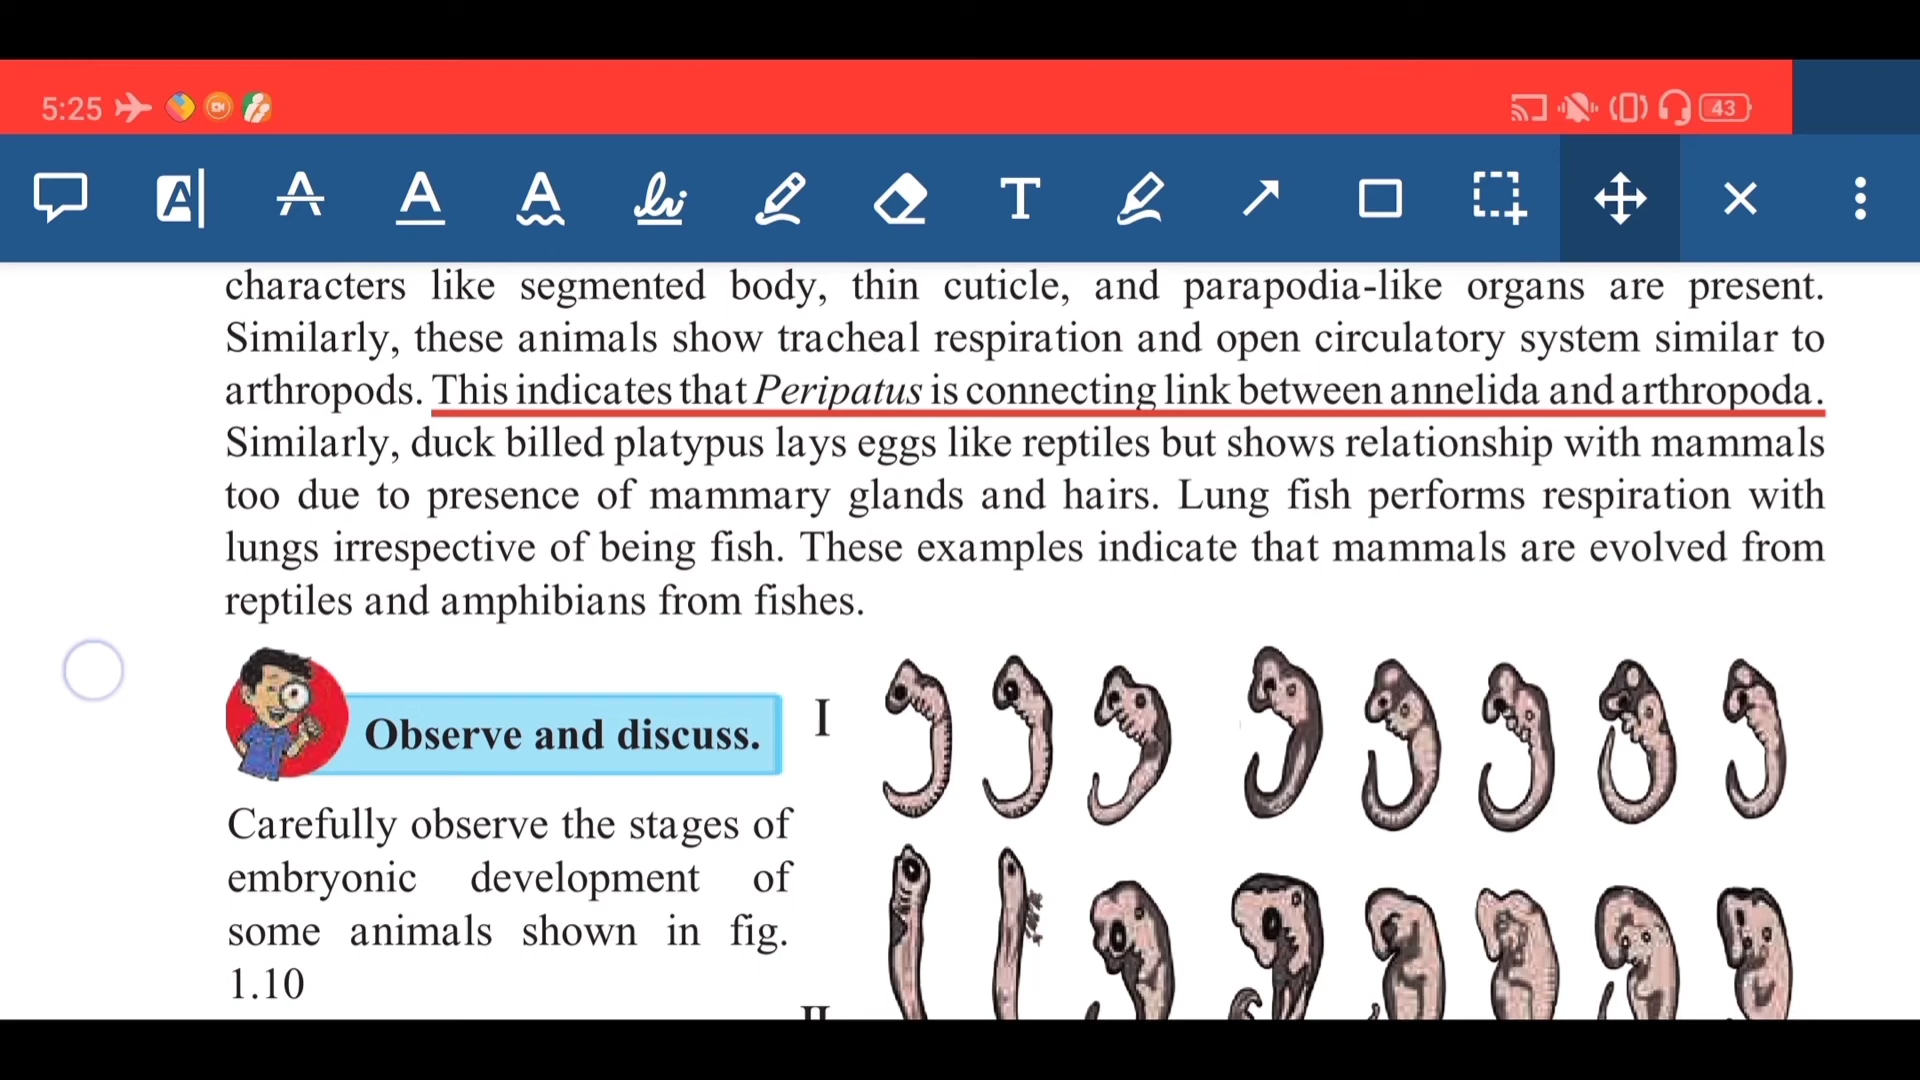 5:25
43
characters like segmented body, thin cuticle, and parapodia-like organs are present.
Similarly, these animals show tracheal respiration and open circulatory system similar to
arthropods. This indicates that Peripatus is connecting link between annelida and arthropoda.
Similarly, duck billed platypus lays eggs like reptiles but shows relationship with mammals
too due to presence of mammary glands and hairs. Lung fish performs respiration with
lungs irrespective of being fish. These examples indicate that mammals are evolved from
reptiles and amphibians from fishes.
Observe and discuss.
I
Carefully observe the stages of
embryonic development of
some animals shown in fig.
1.10
II